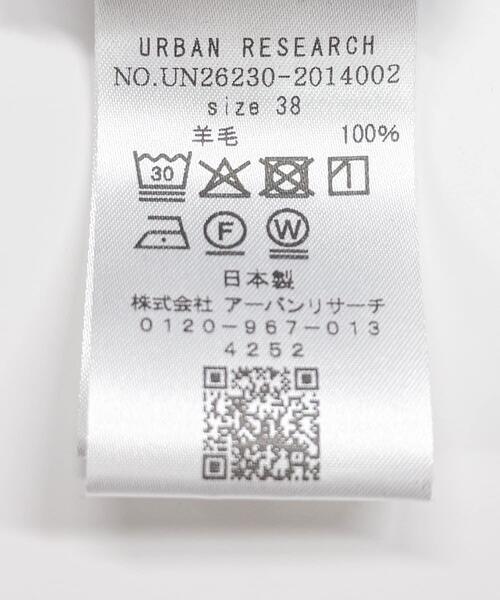 URBAN RESEARCH
NO.UN26230-2014002
size 38
羊毛 100%
30
F W
日本製
株式会社 アーバンリサーチ
0120-967-013
4252